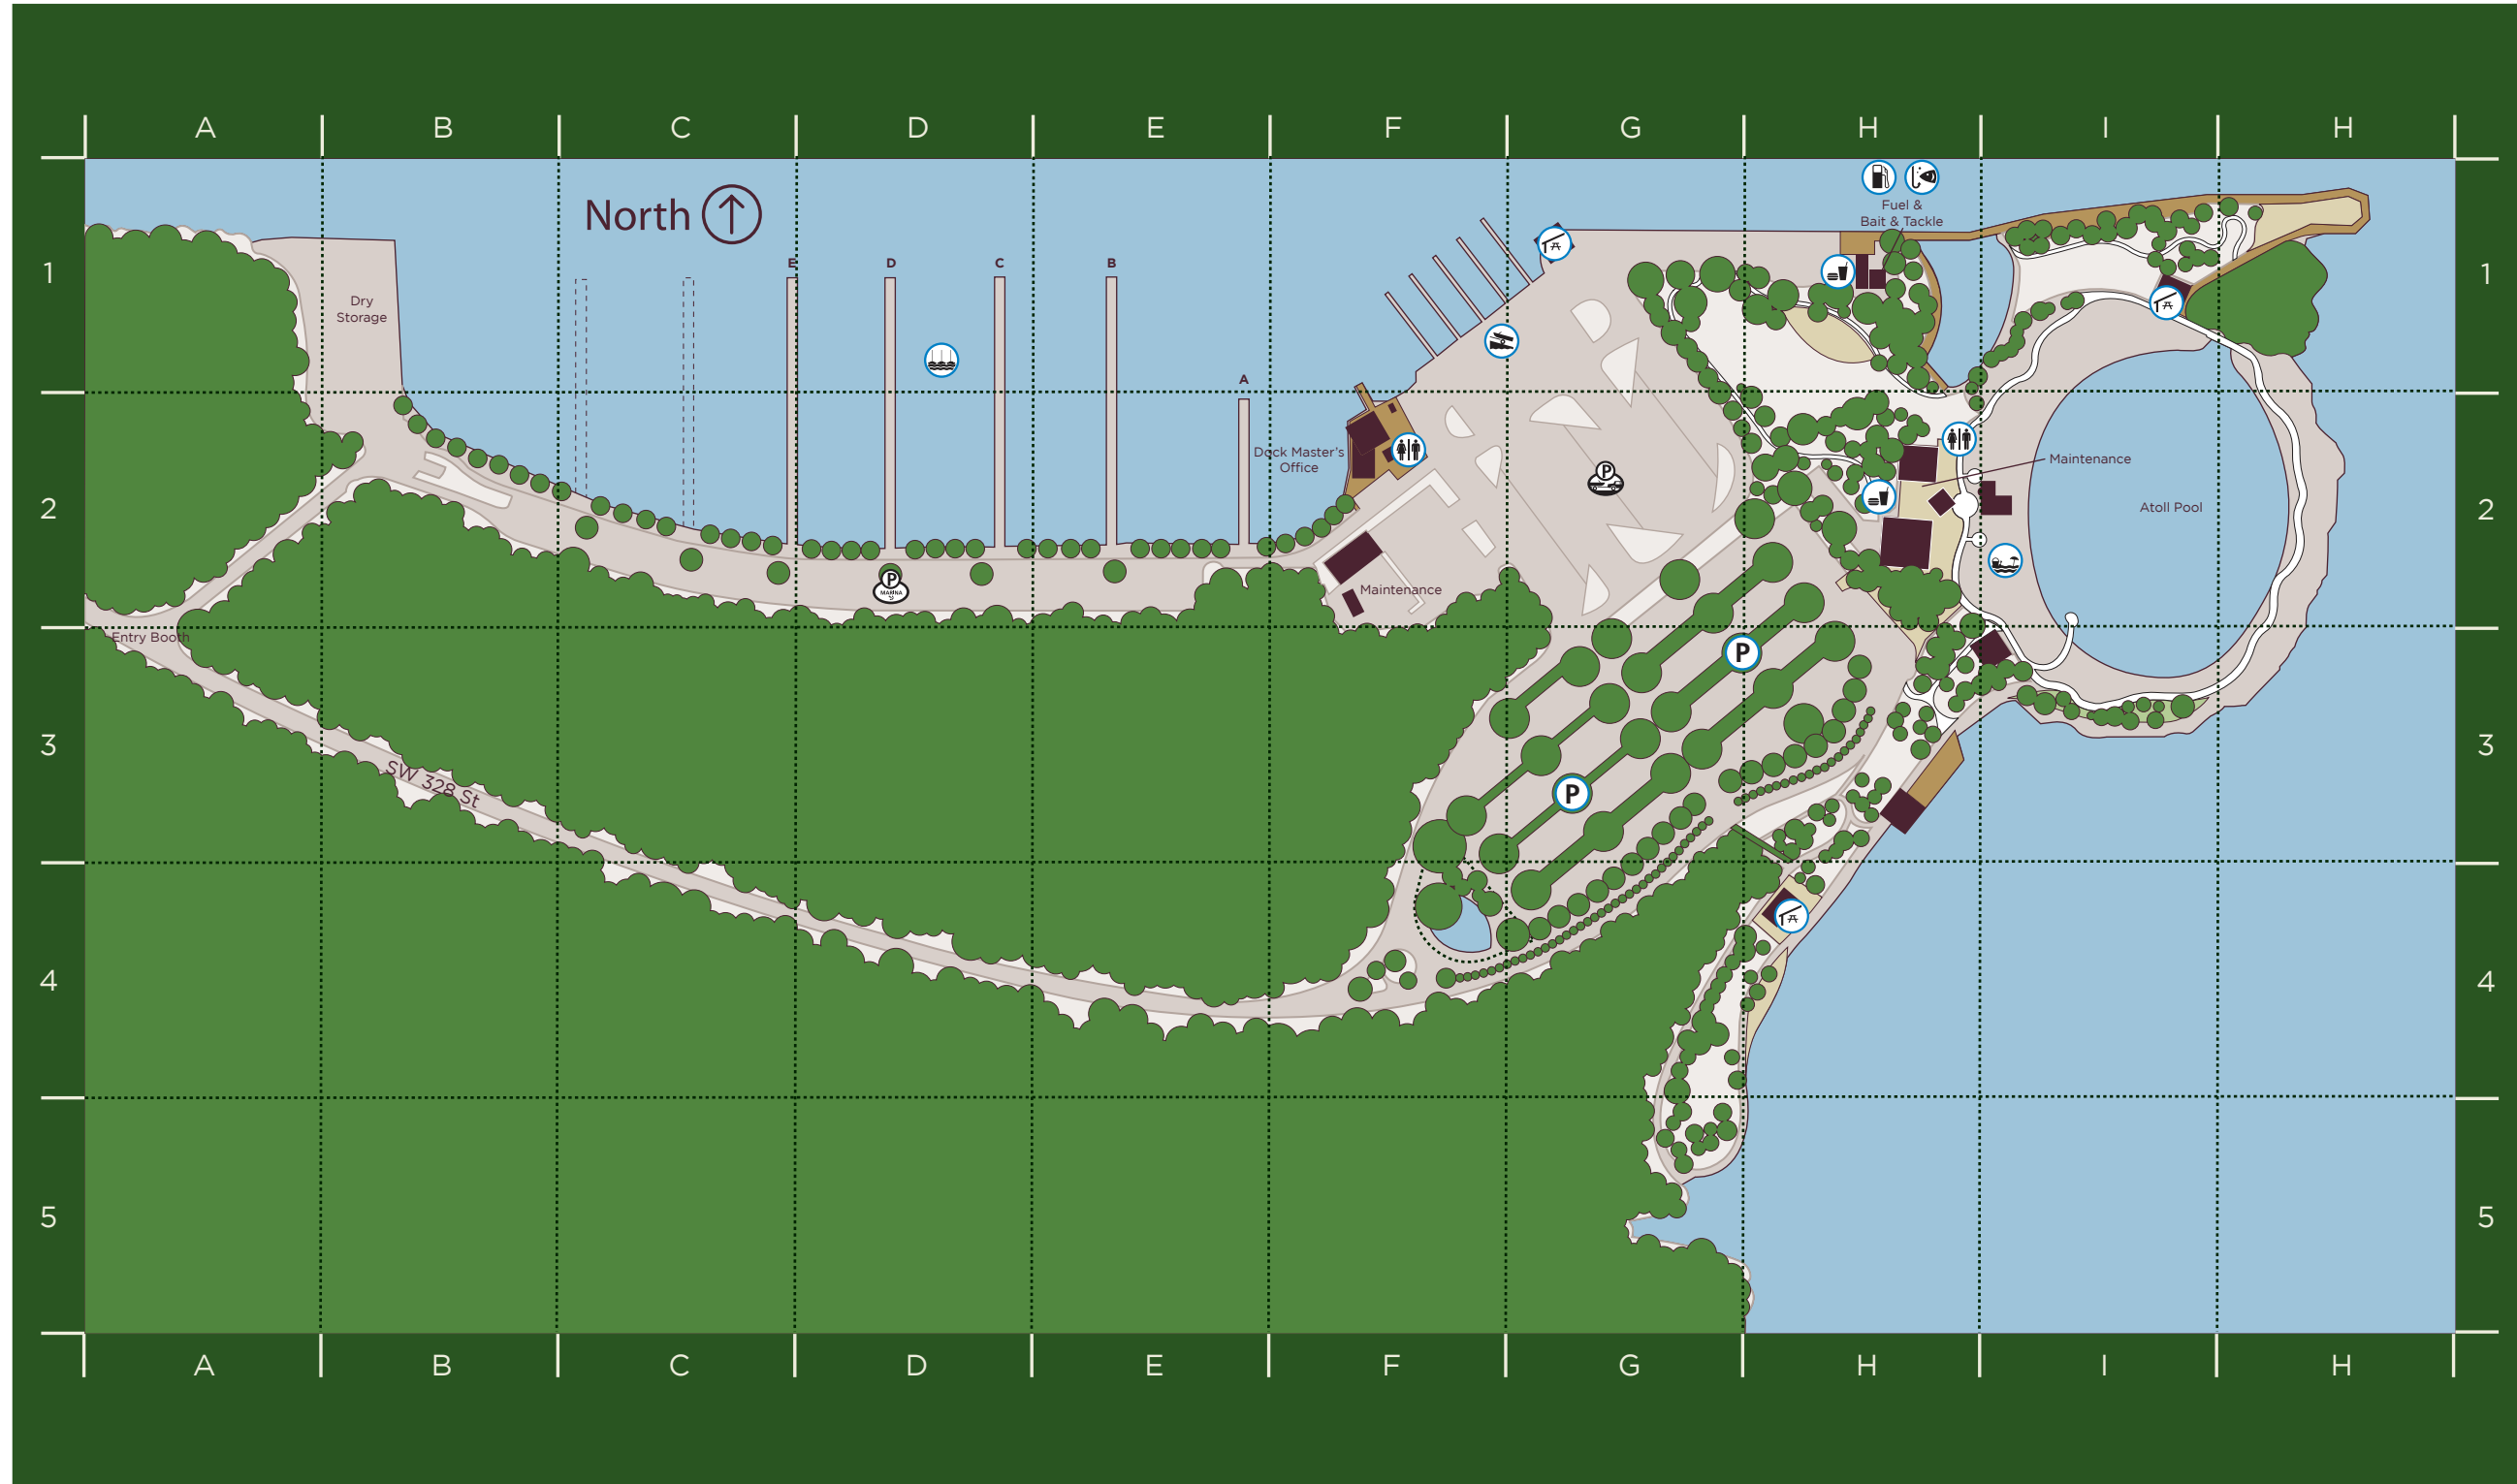 A B C D E F G H I H
North
Fuel &
Bait & Tackle
E D C B
1 1
Dry
Storage
A
Dock Master's
Office
Maintenance
P
2 2
Atoll Pool
P
MARINA
Maintenance
Entry Booth
P
3 3
SW 328 St
P
4 4
5 5
A B C D E F G H I H